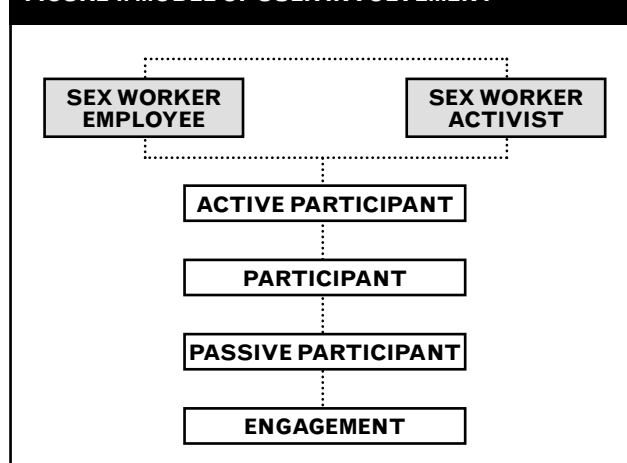 SEX WORKER
EMPLOYEE
SEX WORKER
ACTIVIST
ACTIVE PARTICIPANT
PARTICIPANT
PASSIVE PARTICIPANT
ENGAGEMENT